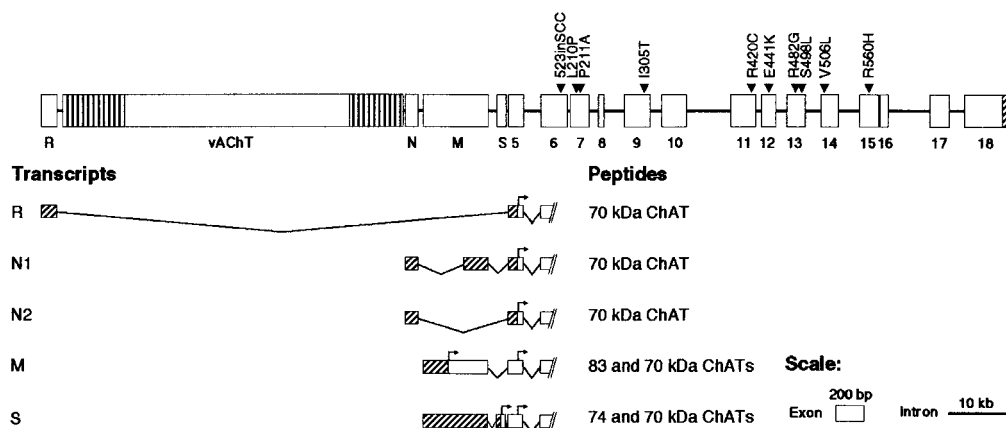 523insCC
L210P
P211A
I305T
R420C
E441K
R482G
S498L
V506L
R560H
R vAChT N M S 5 6 7 8 9 10 11 12 13 14 15 16 17 18
Transcripts Peptides
R 70 kDa ChAT
N1 70 kDa ChAT
N2 70 kDa ChAT
M 83 and 70 kDa ChATs
S 74 and 70 kDa ChATs
Scale:
200 bp 10 kb
Exon Intron